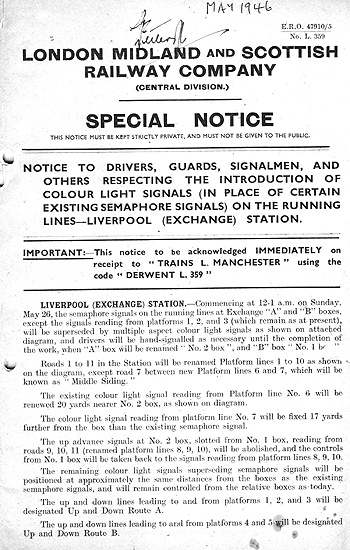 MAY 1946
E.R.O. 47910/5
No. L. 359
LONDON MIDLAND AND SCOTTISH
RAILWAY COMPANY
(CENTRAL DIVISION.)
SPECIAL NOTICE
THIS NOTICE MUST BE KEPT STRICTLY PRIVATE, AND MUST NOT BE GIVEN TO THE PUBLIC.
NOTICE TO DRIVERS, GUARDS, SIGNALMEN, AND
OTHERS RESPECTING THE INTRODUCTION OF
COLOUR LIGHT SIGNALS (IN PLACE OF CERTAIN
EXISTING SEMAPHORE SIGNALS) ON THE RUNNING
LINES—LIVERPOOL (EXCHANGE) STATION.
IMPORTANT:—This notice to be acknowledged IMMEDIATELY on
receipt to "TRAINS L. MANCHESTER" using the
code "DERWENT L. 359"
LIVERPOOL (EXCHANGE) STATION.—Commencing at 12-1 a.m. on Sunday,
May 26, the semaphore signals on the running lines at Exchange "A" and "B" boxes,
except the signals reading from platforms 1, 2, and 3 (which remain as at present),
will be superseded by multiple aspect colour light signals as shown on attached
diagram, and drivers will be hand-signalled as necessary until the completion of
the work, when "A" box will be renamed "No. 2 box", and "B" box "No. 1 br "
Roads 1 to 11 in the Station will be renamed Platform lines 1 to 10 as shown
on the diagram, except road 7 between new Platform lines 6 and 7, which will be
known as "Middle Siding."
The existing colour light signal reading from Platform line No. 6 will be
renewed 20 yards nearer No. 2 box, as shown on diagram.
The colour light signal reading from platform line No. 7 will be fixed 17 yards
further from the box than the existing semaphore signal.
The up advance signals at No. 2 box, slotted from No. 1 box, reading from
roads 9, 10, 11 (renamed platform lines 8, 9, 10), will be abolished, and the controls
from No. 1 box will be taken back to the signals reading from platform lines 8, 9, 10.
The remaining colour light signals superseding semaphore signals will be
positioned at approximately the same distances from the boxes as the existing
semaphore signals, and will remain controlled from the relative boxes as today.
The up and down lines leading to and from platforms 1, 2, and 3 will be
designated Up and Down Route A.
The up and down lines leading to and from platforms 4 and 5 will be designated
Up and Down Route B.